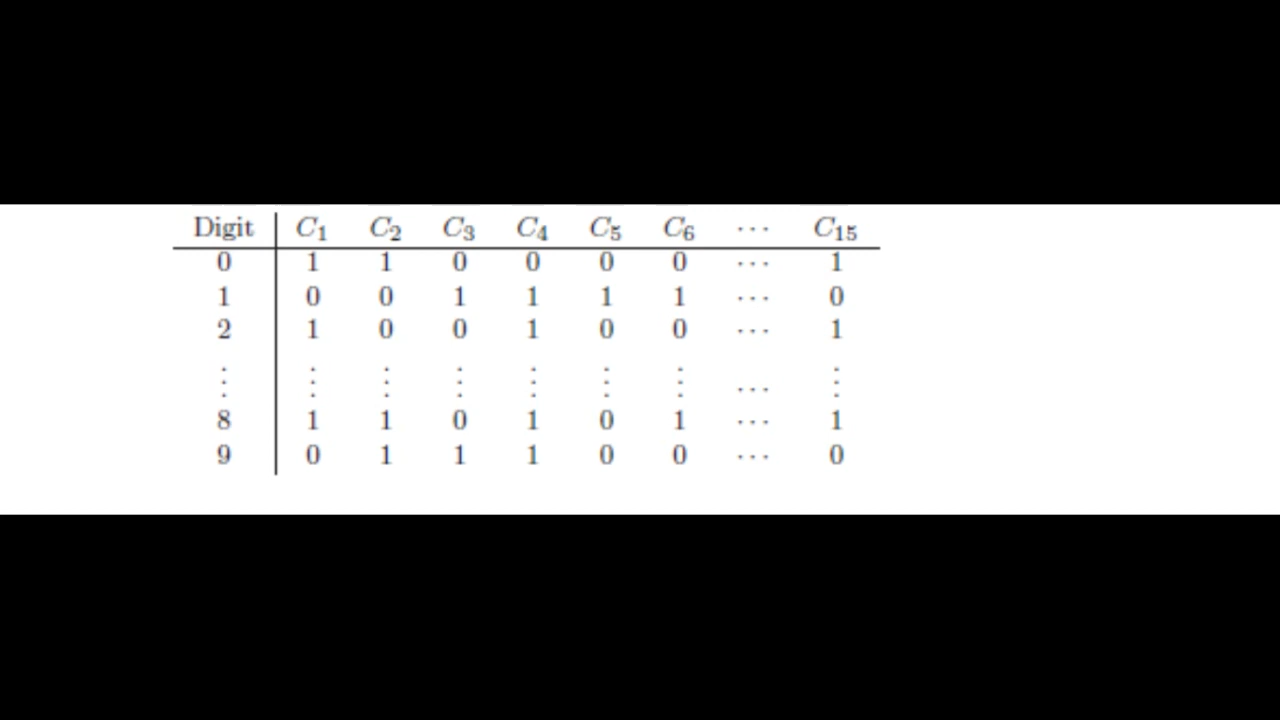 Digit C₁ C₂ C₃ C₄ C₅ C₆ ⋯ C₁₅
0 1 1 0 0 0 0 ⋯ 1
1 0 0 1 1 1 1 ⋯ 0
2 1 0 0 1 0 0 ⋯ 1
⋮ ⋮ ⋮ ⋮ ⋮ ⋮ ⋮ ⋯ ⋮
8 1 1 0 1 0 1 ⋯ 1
9 0 1 1 1 0 0 ⋯ 0